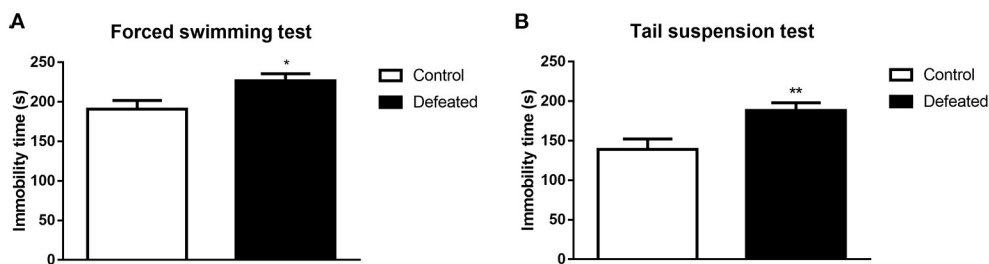 A
Forced swimming test
Immobility time (s)
250
200
150
100
50
0
*
Control
Defeated
B
Tail suspension test
Immobility time (s)
250
200
150
100
50
0
**
Control
Defeated